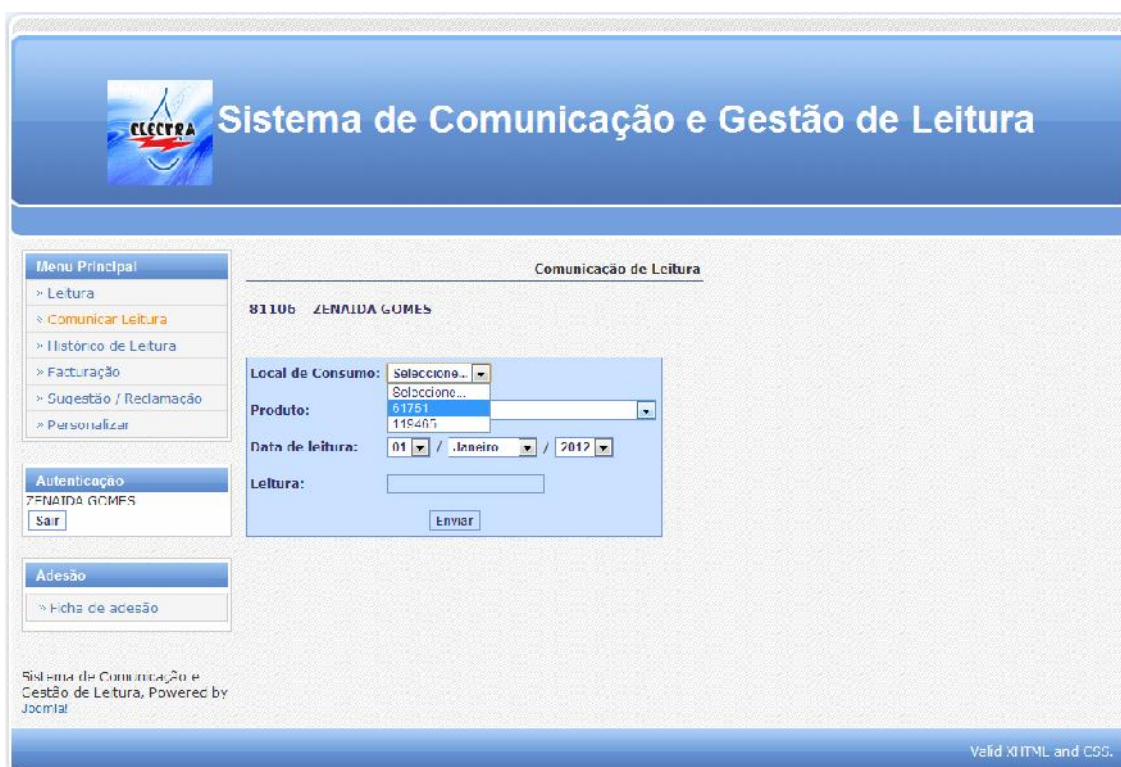 ELECTRA
Sistema de Comunicação e Gestão de Leitura
Menu Principal
» Leitura
» Comunicar Leitura
» Histórico de Leitura
» Facturação
» Sugestão / Reclamação
» Personalizar
Autenticação
ZENAIDA GOMES
Sair
Adesão
» Ficha de adesão
Sistema de Comunicação e
Gestão de Leitura, Powered by
Joomla!
Comunicação de Leitura
81106 ZENAIDA GOMES
Local de Consumo: Seleccione...
Seleccione...
61751
119465
Produto:
Data de leitura: 01 / Janeiro / 2012
Leitura:
Enviar
Valid XHTML and CSS.